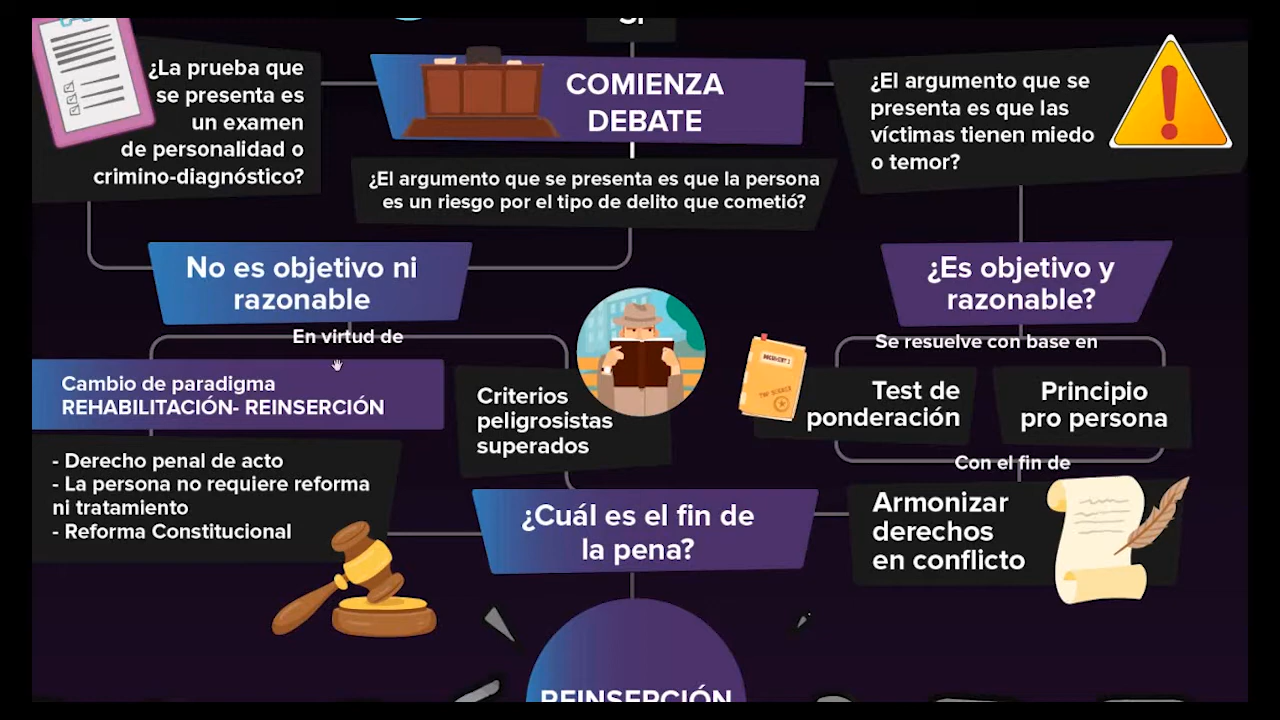 ¿La prueba que
se presenta es
un examen
de personalidad o
crimino-diagnóstico?
COMIENZA
DEBATE
¿El argumento que se presenta es que la persona
es un riesgo por el tipo de delito que cometió?
¿El argumento que se
presenta es que las
víctimas tienen miedo
o temor?
No es objetivo ni
razonable
En virtud de
Cambio de paradigma
REHABILITACIÓN- REINSERCIÓN
- Derecho penal de acto
- La persona no requiere reforma
ni tratamiento
- Reforma Constitucional
Criterios
peligrosistas
superados
¿Es objetivo y
razonable?
Se resuelve con base en
Test de
ponderación
Principio
pro persona
Con el fin de
Armonizar
derechos
en conflicto
¿Cuál es el fin de
la pena?
REINSERCIÓN